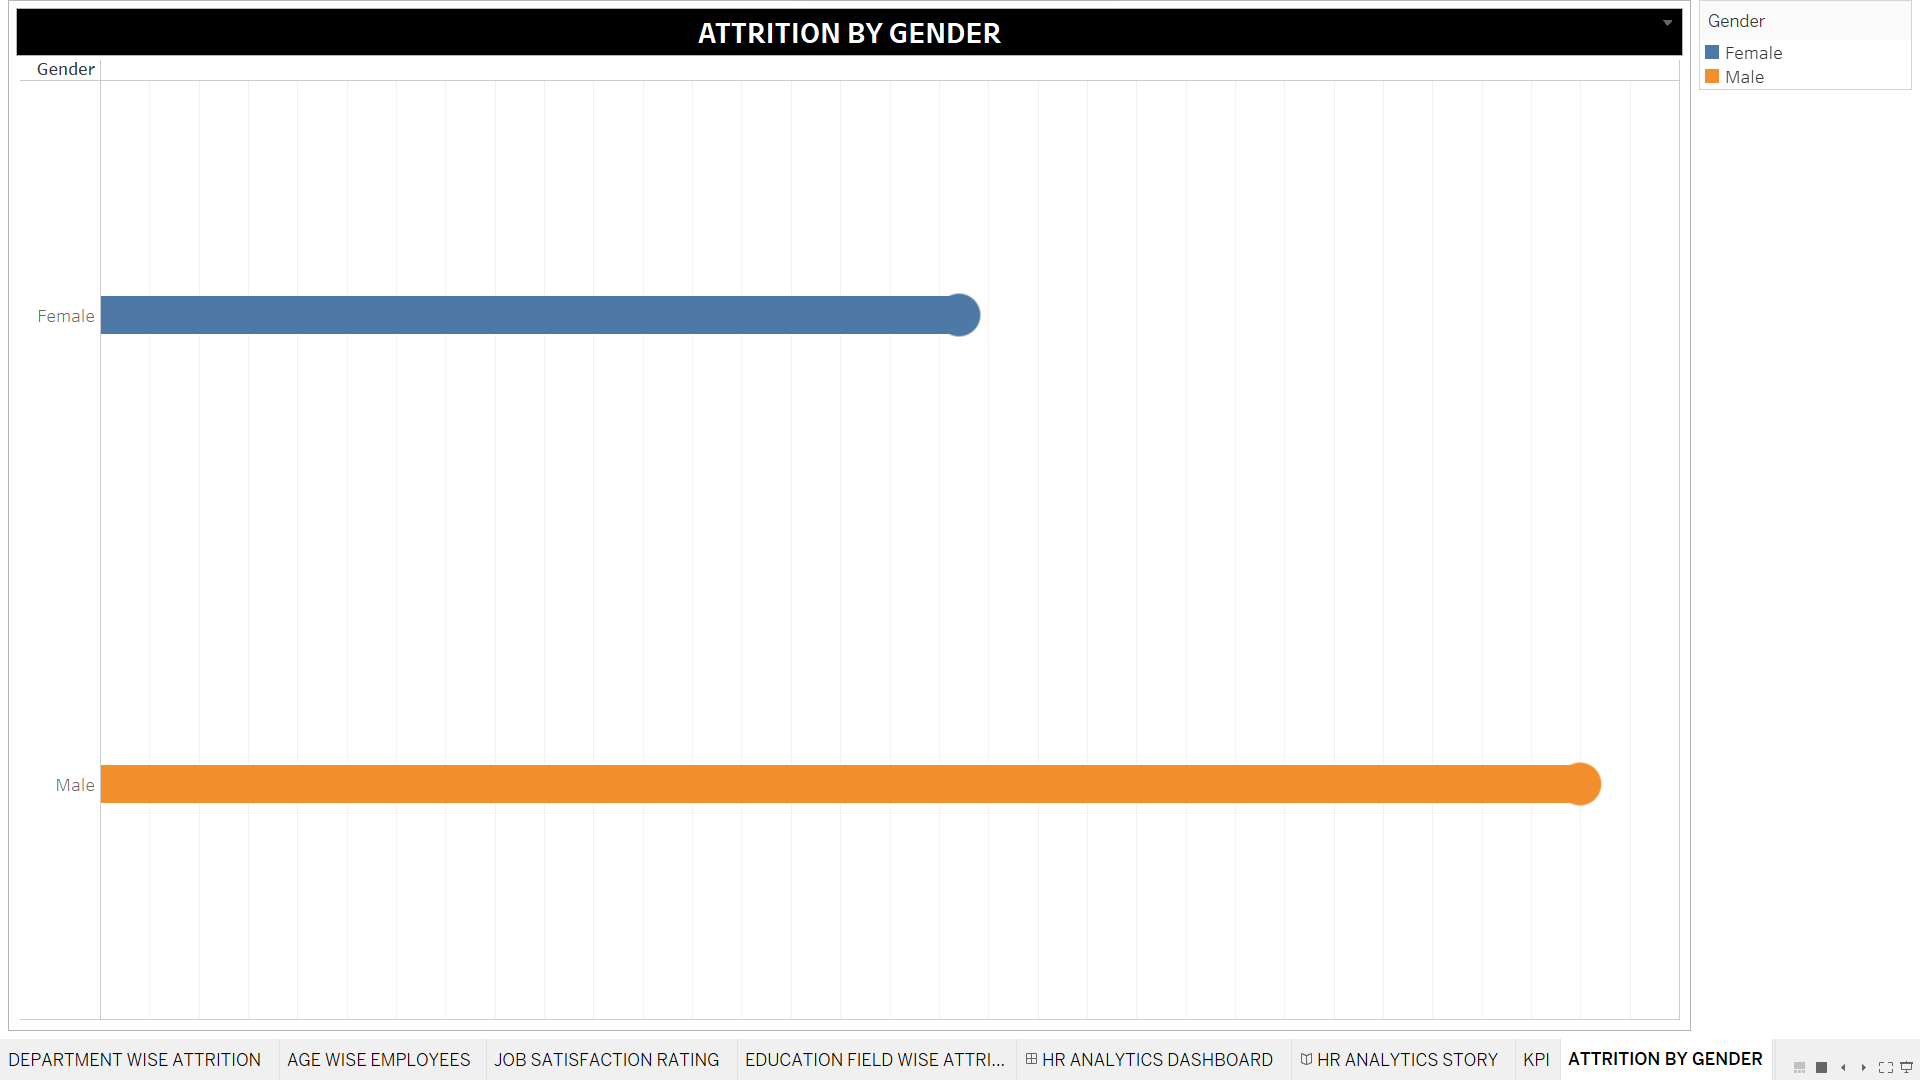 ATTRITION BY GENDER
Gender
Female
Male
Gender
Female
Male
DEPARTMENT WISE ATTRITION
AGE WISE EMPLOYEES
JOB SATISFACTION RATING
EDUCATION FIELD WISE ATTRI...
HR ANALYTICS DASHBOARD
HR ANALYTICS STORY
KPI
ATTRITION BY GENDER